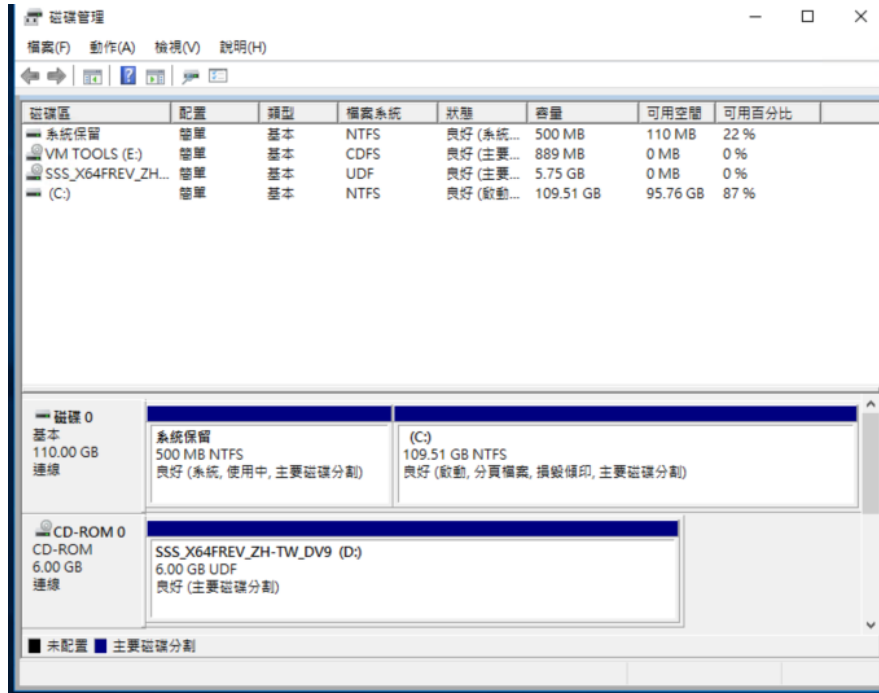 磁碟管理
檔案(F) 動作(A) 檢視(V) 說明(H)
磁碟區 配置 類型 檔案系統 狀態 容量 可用空間 可用百分比
系統保留 簡單 基本 NTFS 良好 (系統... 500 MB 110 MB 22 %
VM TOOLS (E:) 簡單 基本 CDFS 良好 (主要... 889 MB 0 MB 0 %
SSS_X64FREV_ZH... 簡單 基本 UDF 良好 (主要... 5.75 GB 0 MB 0 %
(C:) 簡單 基本 NTFS 良好 (啟動... 109.51 GB 95.76 GB 87 %
磁碟 0
基本
110.00 GB
連線
系統保留
500 MB NTFS
良好 (系統, 使用中, 主要磁碟分割)
(C:)
109.51 GB NTFS
良好 (啟動, 分頁檔案, 損毀傾印, 主要磁碟分割)
CD-ROM 0
CD-ROM
6.00 GB
連線
SSS_X64FREV_ZH-TW_DV9 (D:)
6.00 GB UDF
良好 (主要磁碟分割)
未配置 主要磁碟分割